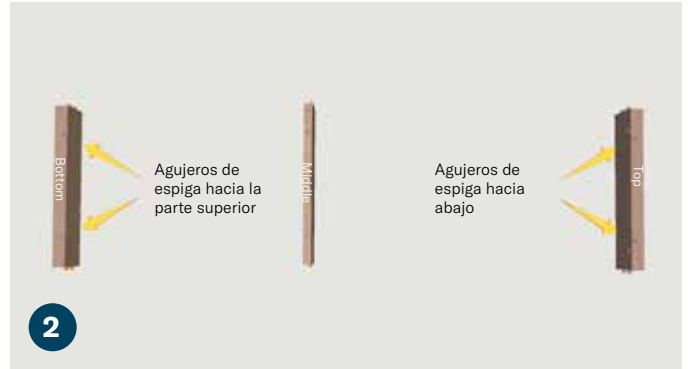 Bottom
Agujeros de
espiga hacia la
parte superior
Middle
Agujeros de
espiga hacia
abajo
Top
2